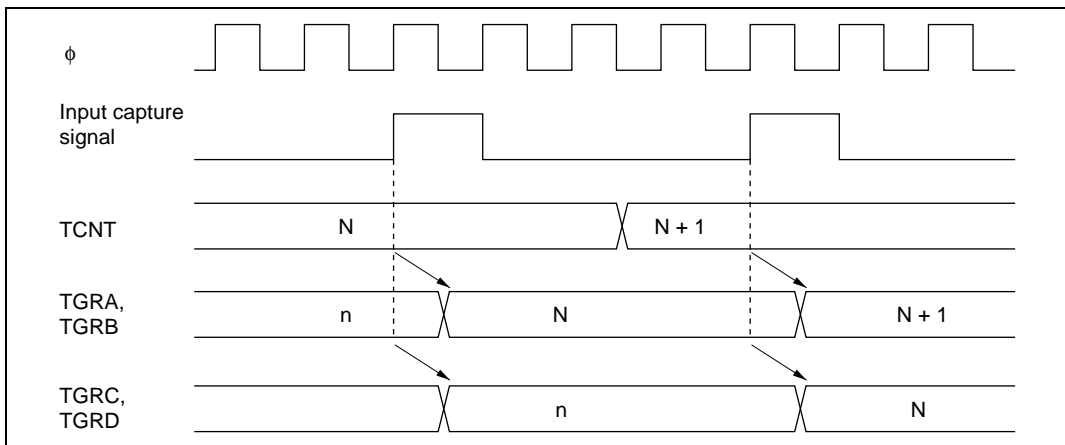 ϕ
Input capture
signal
TCNT
N
N + 1
TGRA,
TGRB
n
N
N + 1
TGRC,
TGRD
n
N